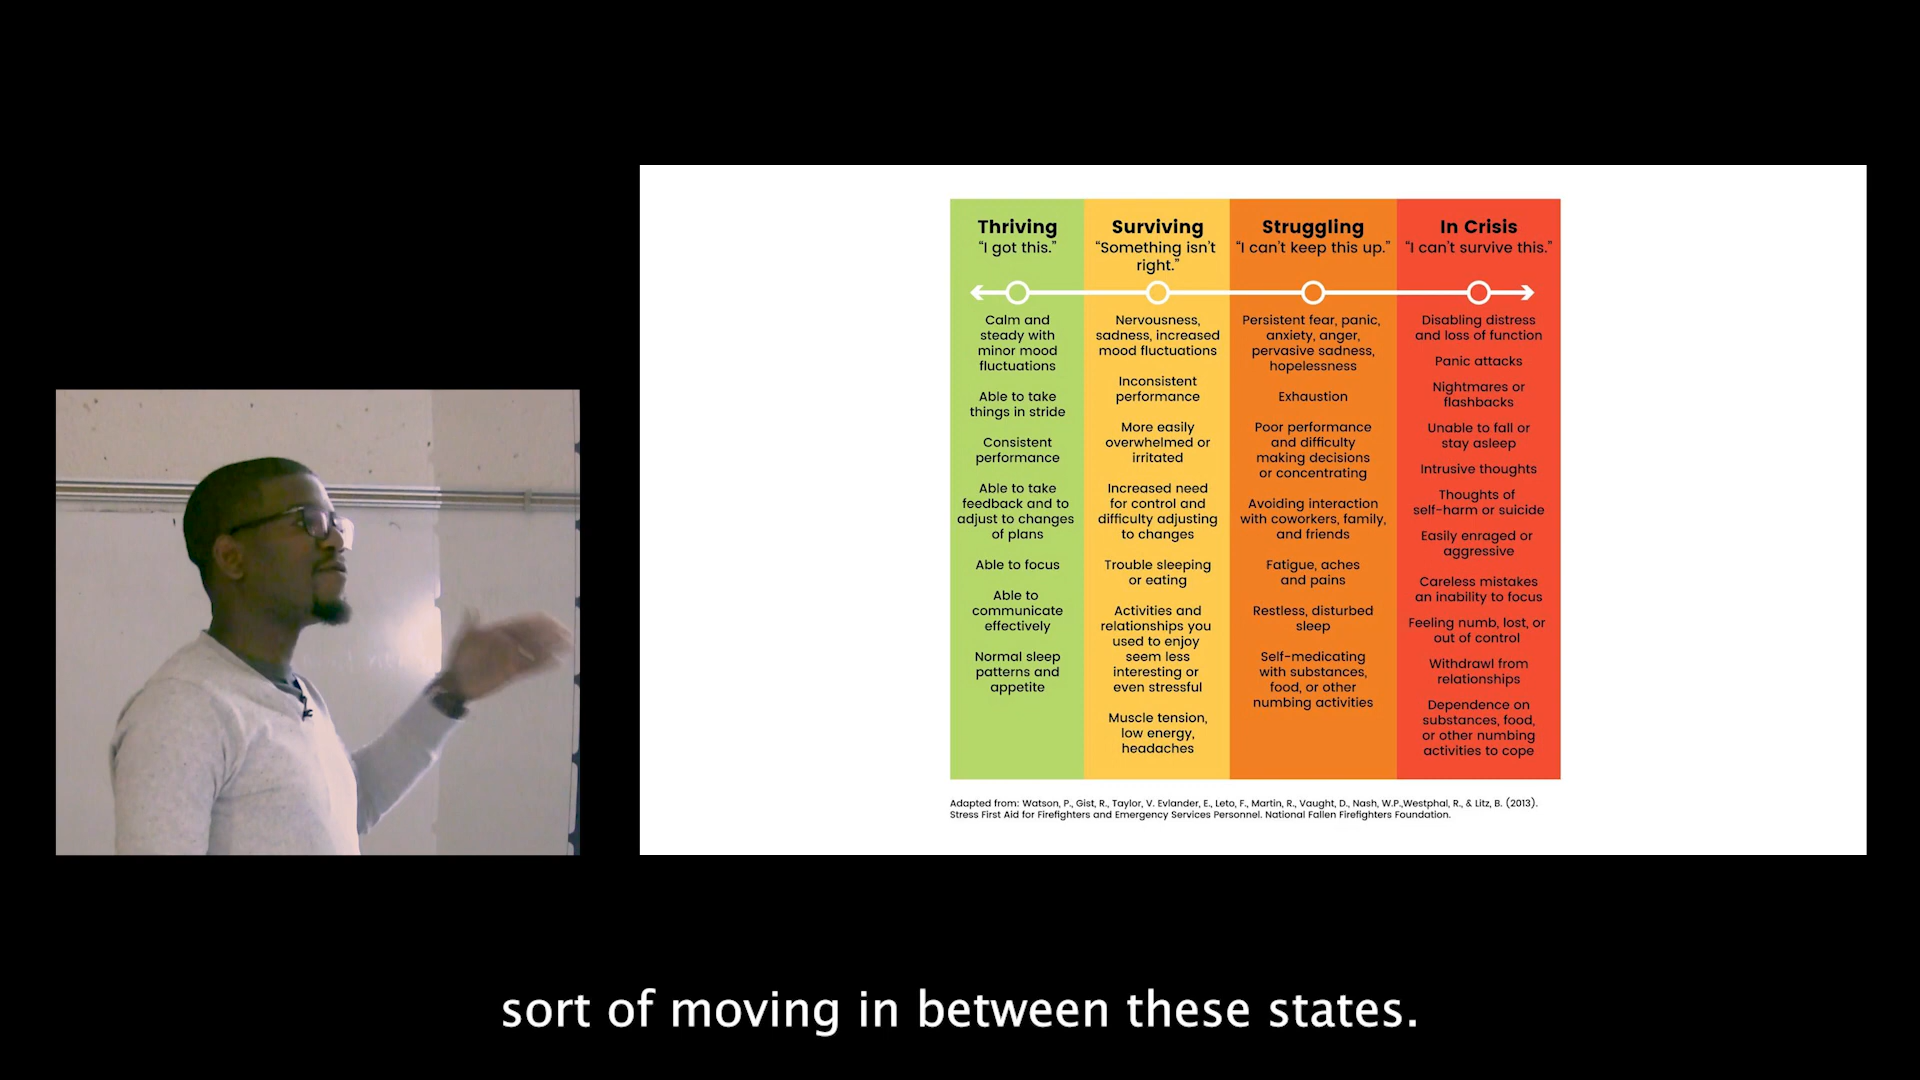 Thriving
“I got this.”
Calm and
steady with
minor mood
fluctuations
Able to take
things in stride
Consistent
performance
Able to take
feedback and to
adjust to changes
of plans
Able to focus
Able to
communicate
effectively
Normal sleep
patterns and
appetite
Surviving
“Something isn’t
right.”
Nervousness,
sadness, increased
mood fluctuations
Inconsistent
performance
More easily
overwhelmed or
irritated
Increased need
for control and
difficulty adjusting
to changes
Trouble sleeping
or eating
Activities and
relationships you
used to enjoy
seem less
interesting or
even stressful
Muscle tension,
low energy,
headaches
Struggling
“I can’t keep this up.”
Persistent fear, panic,
anxiety, anger,
pervasive sadness,
hopelessness
Exhaustion
Poor performance
and difficulty
making decisions
or concentrating
Avoiding interaction
with coworkers, family,
and friends
Fatigue, aches
and pains
Restless, disturbed
sleep
Self-medicating
with substances,
food, or other
numbing activities
In Crisis
“I can’t survive this.”
Disabling distress
and loss of function
Panic attacks
Nightmares or
flashbacks
Unable to fall or
stay asleep
Intrusive thoughts
Thoughts of
self-harm or suicide
Easily enraged or
aggressive
Careless mistakes
an inability to focus
Feeling numb, lost, or
out of control
Withdrawl from
relationships
Dependence on
substances, food,
or other numbing
activities to cope
Adapted from: Watson, P., Gist, R., Taylor, V. Evlander, E., Leto, F., Martin, R., Vaught, D., Nash, W.P.,Westphal, R., & Litz, B. (2013).
Stress First Aid for Firefighters and Emergency Services Personnel. National Fallen Firefighters Foundation.
sort of moving in between these states.